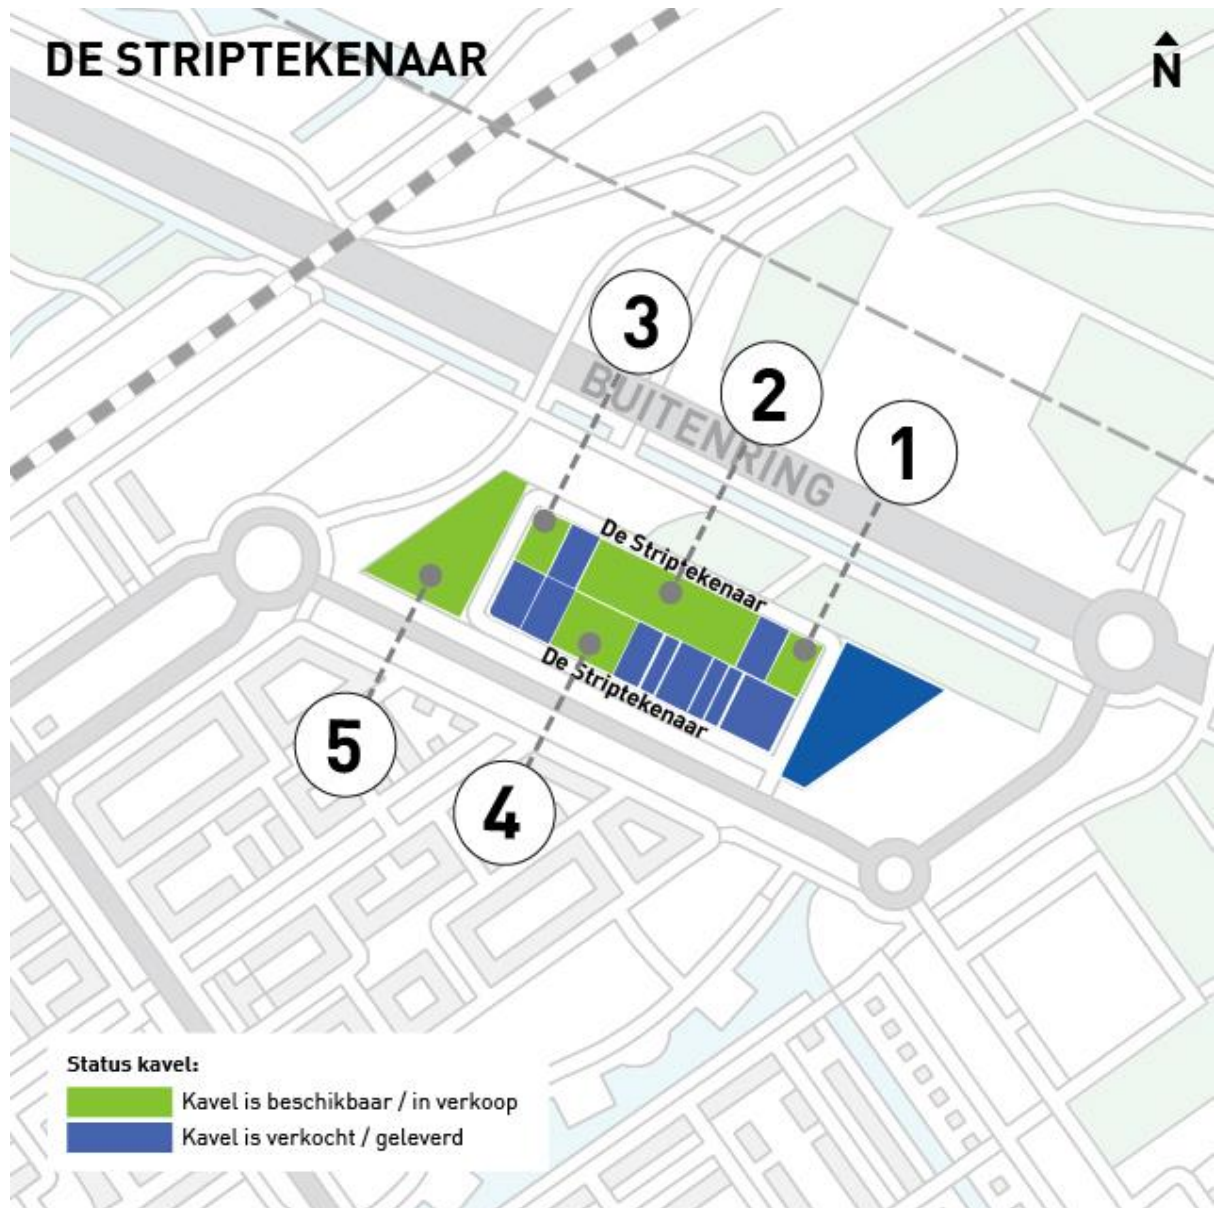 DE STRIPTEKENAAR
N
3
BUITENRING
2
1
De Striptekenaar
De Striptekenaar
5
4
Status kavel:
Kavel is beschikbaar / in verkoop
Kavel is verkocht / geleverd